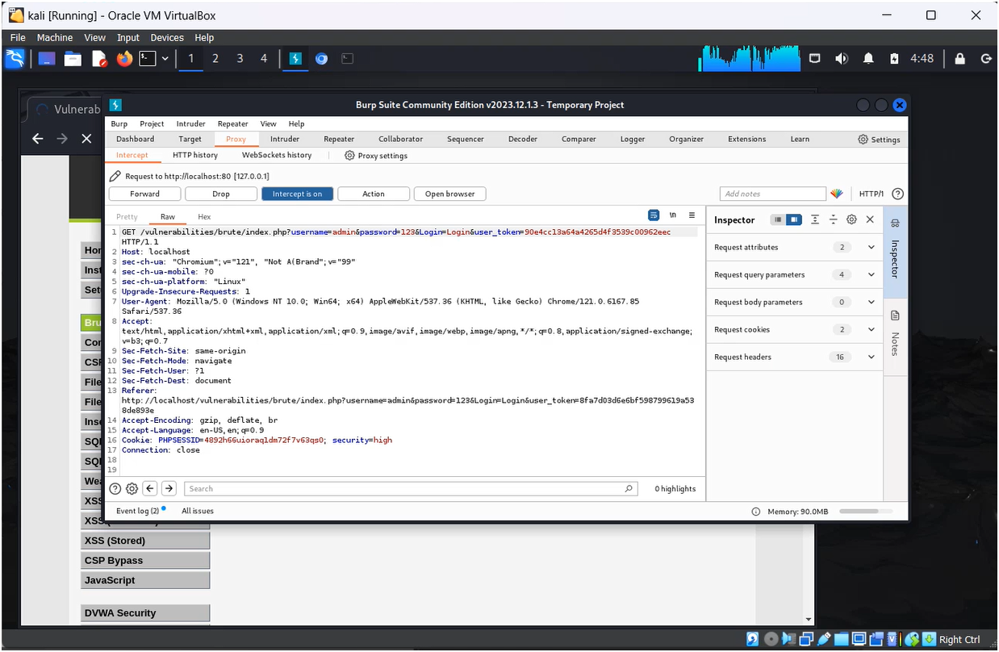 kali [Running] - Oracle VM VirtualBox
File Machine View Input Devices Help
1 2 3 4 4:48
Vulnerab
Burp Suite Community Edition v2023.12.1.3 - Temporary Project
Burp Project Intruder Repeater View Help
Dashboard Target Proxy Intruder Repeater Collaborator Sequencer Decoder Comparer Logger Organizer Extensions Learn Settings
Intercept HTTP history WebSockets history Proxy settings
Request to http://localhost:80 [127.0.0.1]
Forward Drop Intercept is on Action Open browser Add notes HTTP/1
Pretty Raw Hex \n
Inspector
1 GET /vulnerabilities/brute/index.php?username=admin&password=123&Login=Login&user_token=90e4cc13a64a4265d4f3539c00962eec
HTTP/1.1
2 Host: localhost
3 sec-ch-ua: "Chromium";v="121", "Not A(Brand";v="99"
4 sec-ch-ua-mobile: ?0
5 sec-ch-ua-platform: "Linux"
6 Upgrade-Insecure-Requests: 1
7 User-Agent: Mozilla/5.0 (Windows NT 10.0; Win64; x64) AppleWebKit/537.36 (KHTML, like Gecko) Chrome/121.0.6167.85
Safari/537.36
8 Accept:
text/html,application/xhtml+xml,application/xml;q=0.9,image/avif,image/webp,image/apng,*/*;q=0.8,application/signed-exchange;
v=b3;q=0.7
9 Sec-Fetch-Site: same-origin
10 Sec-Fetch-Mode: navigate
11 Sec-Fetch-User: ?1
12 Sec-Fetch-Dest: document
13 Referer:
http://localhost/vulnerabilities/brute/index.php?username=admin&password=123&Login=Login&user_token=8fa7d03d6e6bf598799619a53
8de893e
14 Accept-Encoding: gzip, deflate, br
15 Accept-Language: en-US,en;q=0.9
16 Cookie: PHPSESSID=4892h66uioraq1dm72f7v63qs0; security=high
17 Connection: close
18
19
Request attributes 2
Request query parameters 4
Request body parameters 0
Request cookies 2
Request headers 16
Inspector
Notes
Search 0 highlights
Event log (2) All issues Memory: 90.0MB
Hom
Inst
Setu
Bru
Con
CSR
File
File
Inse
SQL
SQL
Wea
XSS
XSS
XSS (Stored)
CSP Bypass
JavaScript
DVWA Security
Right Ctrl